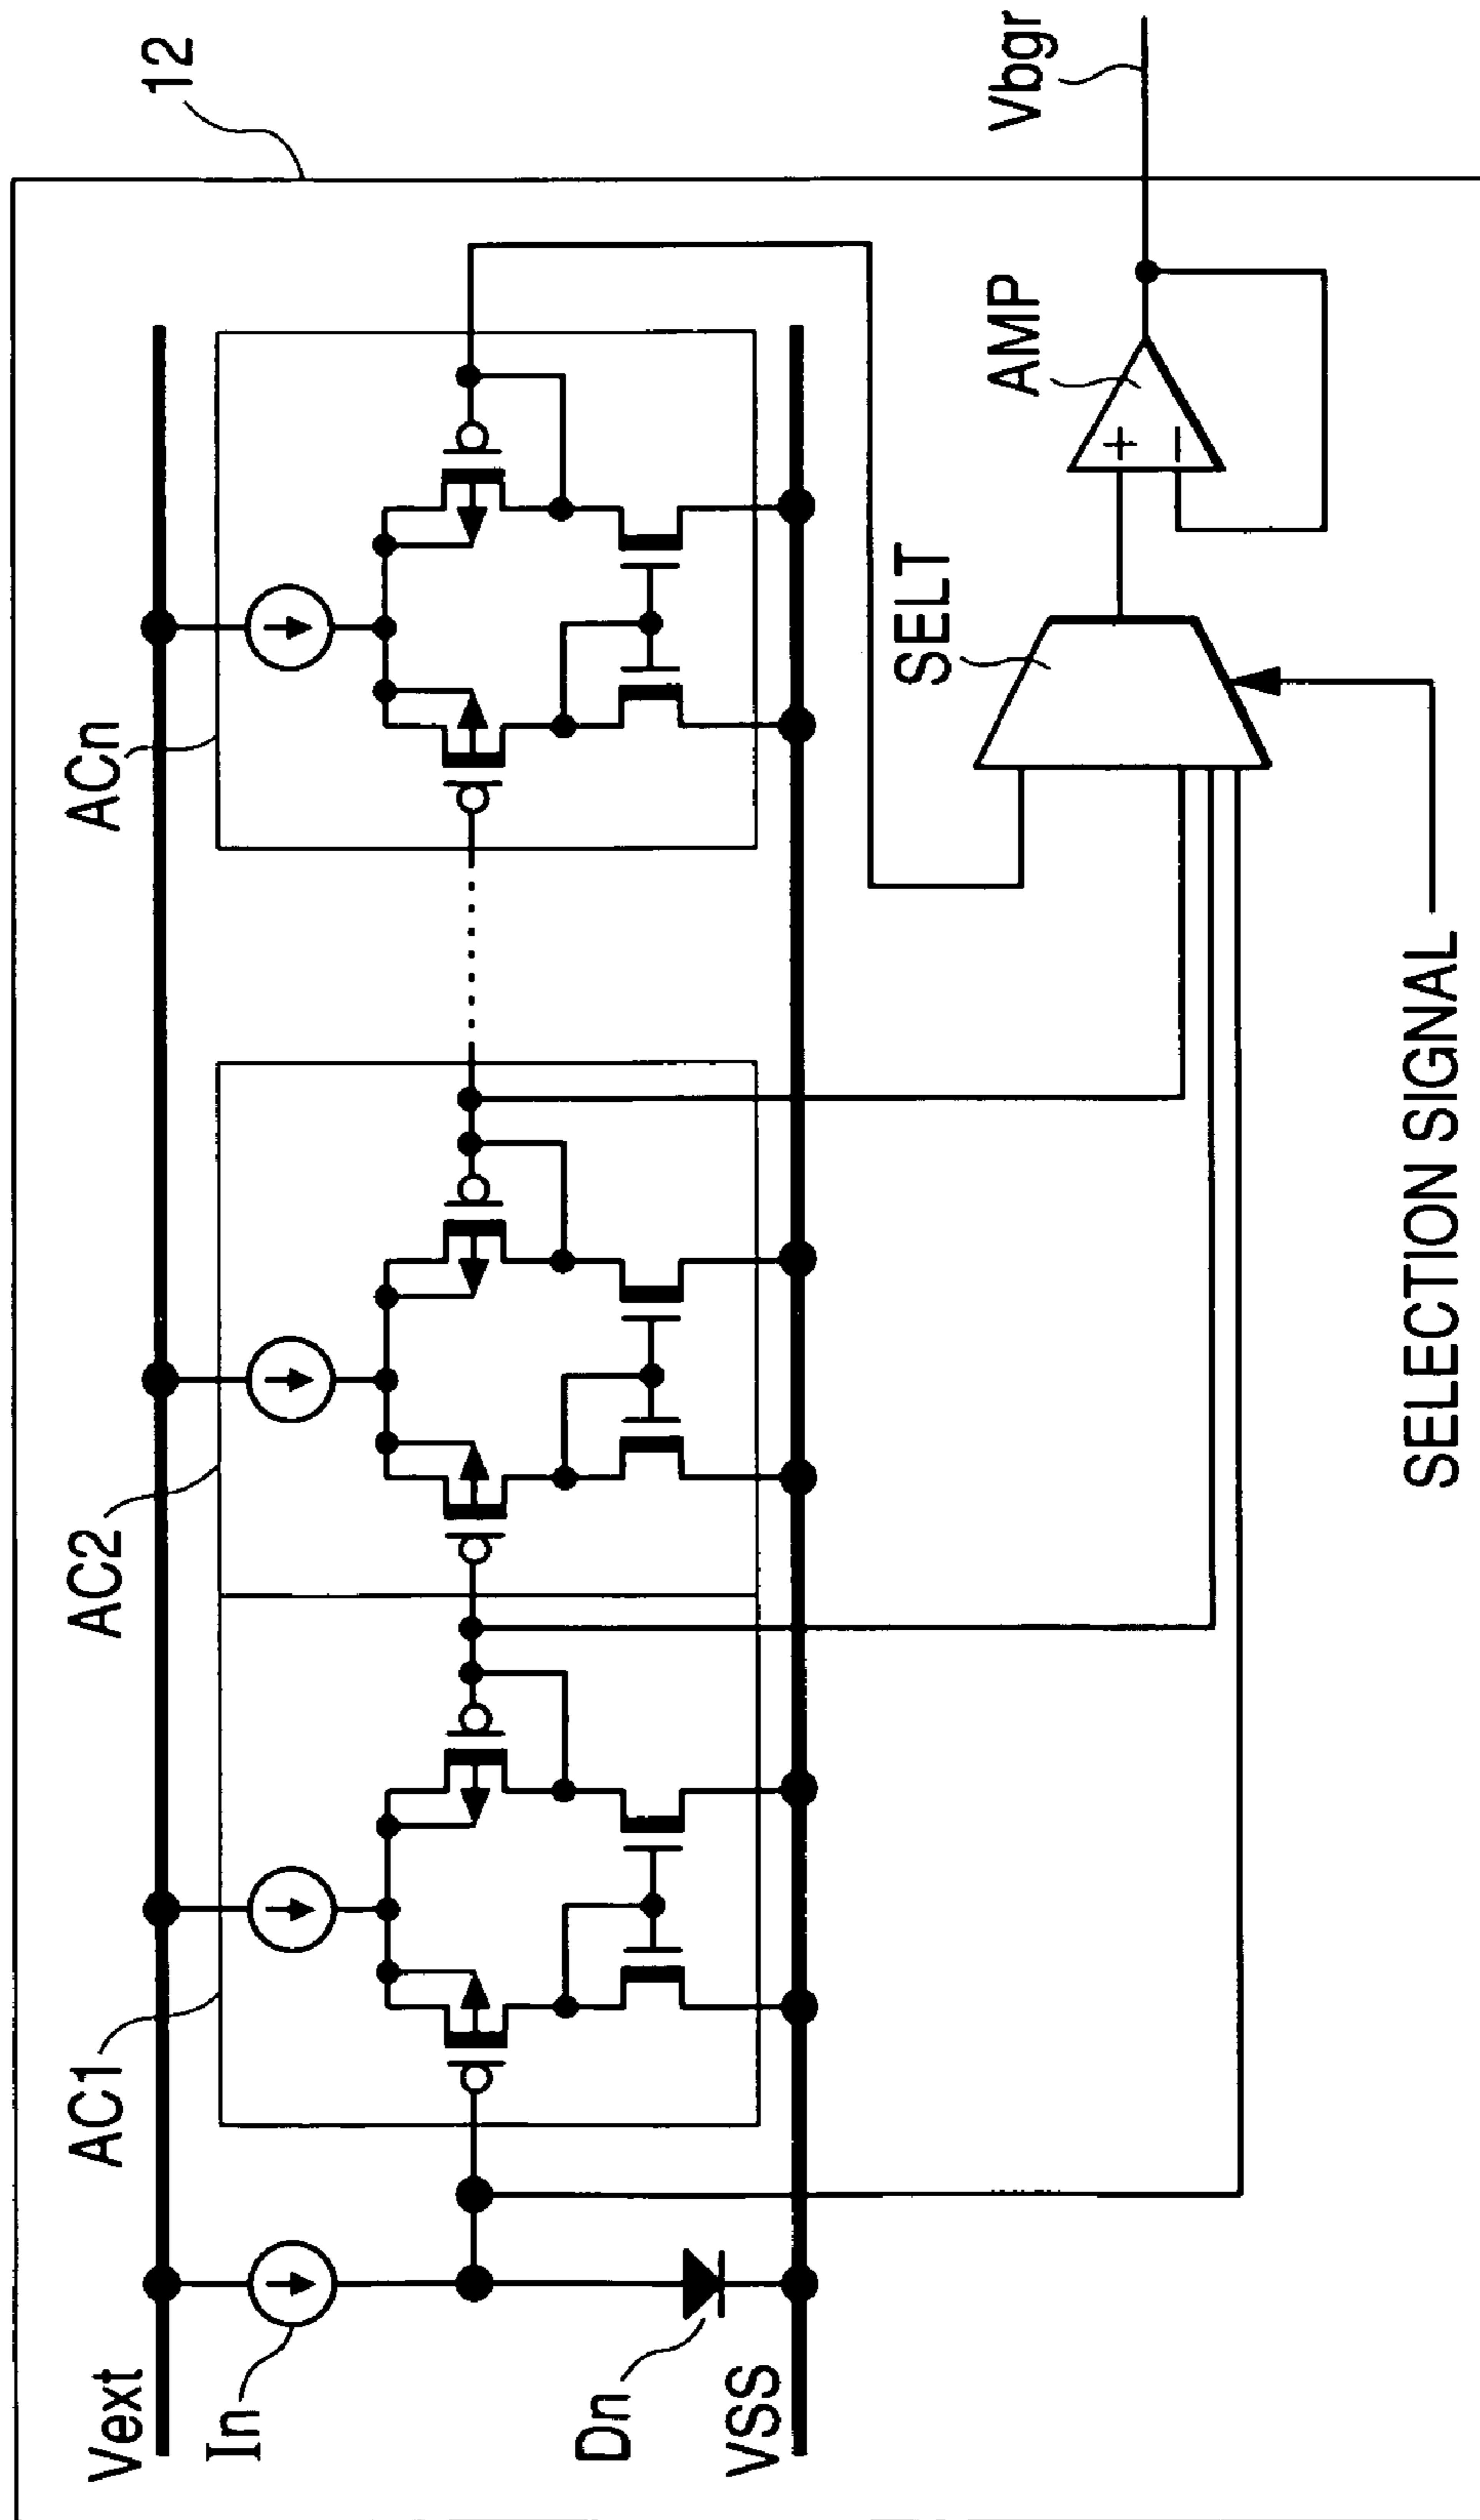 12
AC1
AC2
ACn
Vext
In
Dn
VSS
SELT
AMP
Vbgr
SELECTION SIGNAL
+
−